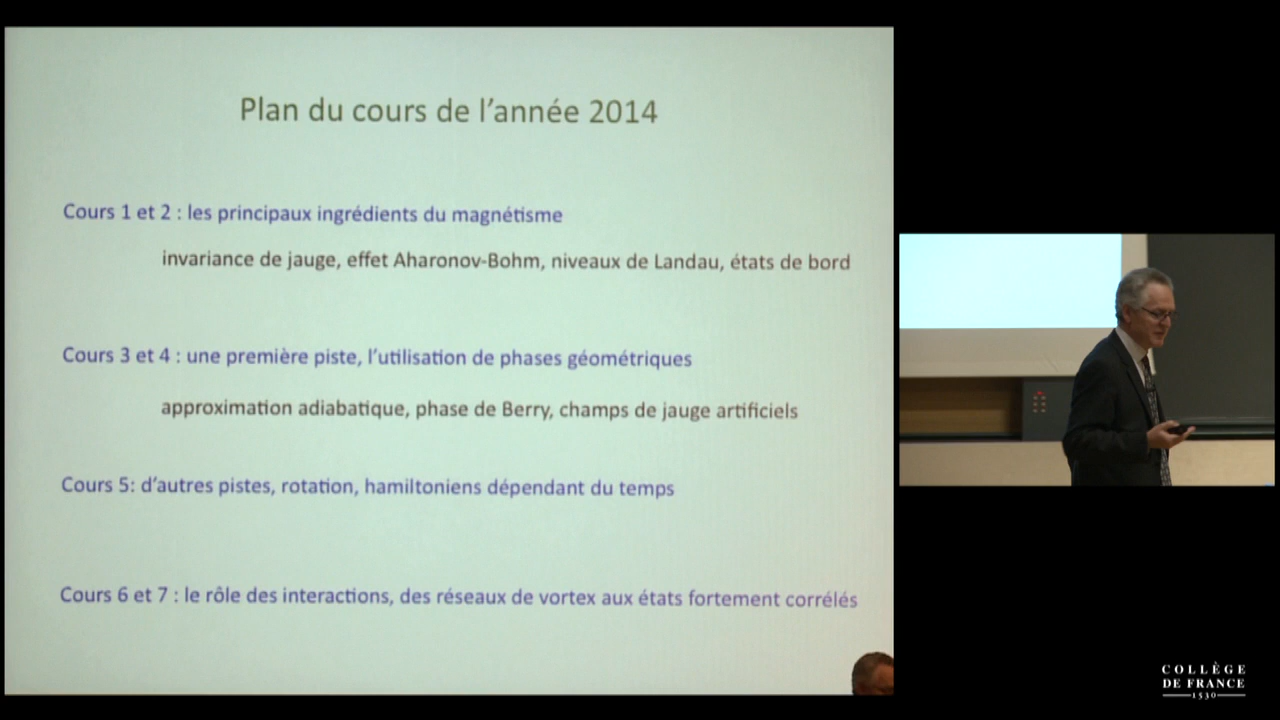 Plan du cours de l'année 2014
Cours 1 et 2 : les principaux ingrédients du magnétisme
invariance de jauge, effet Aharonov-Bohm, niveaux de Landau, états de bord
Cours 3 et 4 : une première piste, l'utilisation de phases géométriques
approximation adiabatique, phase de Berry, champs de jauge artificiels
Cours 5: d'autres pistes, rotation, hamiltoniens dépendant du temps
Cours 6 et 7 : le rôle des interactions, des réseaux de vortex aux états fortement corrélés
COLLÈGE
DE FRANCE
1530